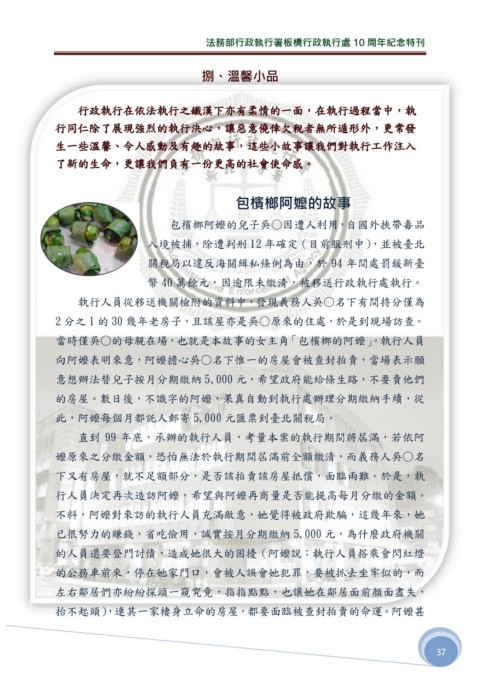 法務部行政執行署板橋行政執行處 10 周年紀念特刊
捌、溫馨小品
行政執行在依法執行之鐵漢下亦有柔情的一面，在執行過程當中，執
行同仁除了展現強烈的執行決心，讓惡意僥倖欠稅者無所遁形外，更常發
生一些溫馨、令人感動及有趣的故事，這些小故事讓我們對執行工作注入
了新的生命，更讓我們負有一份更高的社會使命感。
包檳榔阿嬤的故事
包檳榔阿嬤的兒子吳○因遭人利用，自國外挾帶毒品
入境被捕，除遭判刑 12 年確定（目前服刑中），並被臺北
關稅局以違反海關緝私條例為由，於 94 年間處罰鍰新臺
幣 40 萬餘元，因逾限未繳清，被移送行政執行處執行。
執行人員從移送機關檢附的資料中，發現義務人吳○名下有間持分僅為
2 分之 1 的 30 幾年老房子，且該屋亦是吳○原來的住處，於是到現場訪查。
當時僅吳○的母親在場，也就是本故事的女主角「包檳榔的阿嬤」。執行人員
向阿嬤表明來意，阿嬤擔心吳○名下惟一的房屋會被查封拍賣，當場表示願
意想辦法替兒子按月分期繳納 5,000 元，希望政府能給條生路，不要賣他們
的房屋。數日後，不識字的阿嬤，果真自動到執行處辦理分期繳納手續，從
此，阿嬤每個月都託人郵寄 5,000 元匯票到臺北關稅局。
直到 99 年底，承辦的執行人員，考量本案的執行期間將屆滿，若依阿
嬤原來之分繳金額，恐怕無法於執行期間屆滿前全額繳清，而義務人吳○名
下又有房屋，就不足額部分，是否該拍賣該房屋抵償，面臨兩難。於是，執
行人員決定再次造訪阿嬤，希望與阿嬤再商量是否能提高每月分繳的金額。
不料，阿嬤對來訪的執行人員充滿敵意，她覺得被政府欺騙，這幾年來，她
已很努力的賺錢，省吃儉用，誠實按月分期繳納 5,000 元，為什麼政府機關
的人員還要登門討債，造成她很大的困擾（阿嬤說：執行人員搭乘會閃紅燈
的公務車前來，停在她家門口，會被人誤會她犯罪，要被抓去坐牢似的，而
左右鄰居們亦紛紛探頭一窺究竟，指指點點，也讓她在鄰居面前顏面盡失，
抬不起頭），連其一家棲身立命的房屋，都要面臨被查封拍賣的命運。阿嬤甚
37